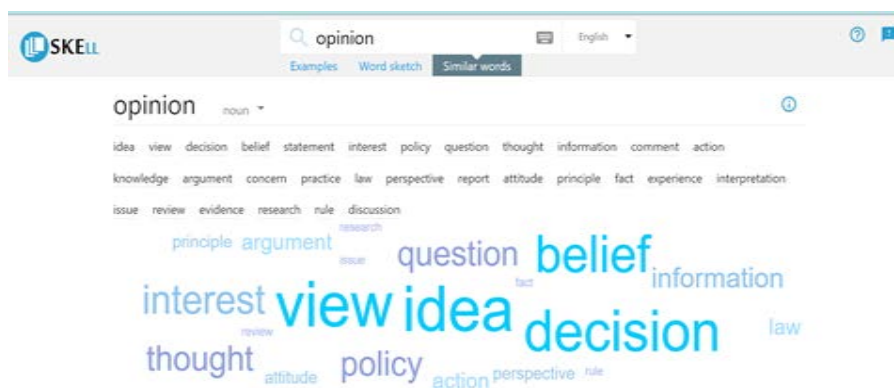 SKELL
opinion English
Examples Word sketch Similar words
opinion noun
idea view decision belief statement interest policy question thought information comment action
knowledge argument concern practice law perspective report attitude principle fact experience interpretation
issue review evidence research rule discussion
research
principle argument
question belief
issue
information
fact
interest view idea decision
law
review
thought policy
attitude action perspective rule